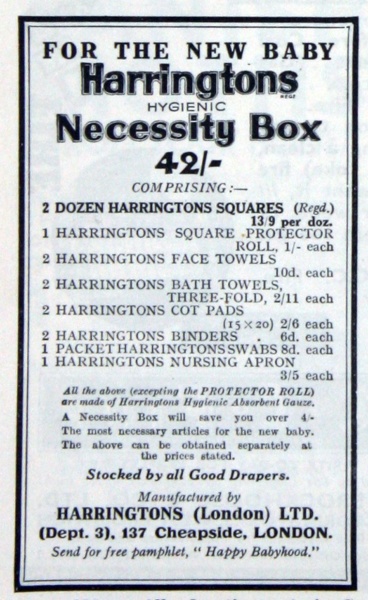 FOR THE NEW BABY
Harringtons
REGD
HYGIENIC
Necessity Box
42/-
COMPRISING:—
2 DOZEN HARRINGTONS SQUARES (Regd.)
13/9 per doz.
1 HARRINGTONS SQUARE PROTECTOR
ROLL, 1/- each
2 HARRINGTONS FACE TOWELS
10d. each
2 HARRINGTONS BATH TOWELS,
THREE-FOLD, 2/11 each
2 HARRINGTONS COT PADS
(15 × 20) 2/6 each
2 HARRINGTONS BINDERS . 6d. each
1 PACKET HARRINGTONS SWABS 8d. each
1 HARRINGTONS NURSING APRON
3/5 each
All the above (excepting the PROTECTOR ROLL)
are made of Harringtons Hygienic Absorbent Gauze.
A Necessity Box will save you over 4/-
The most necessary articles for the new baby.
The above can be obtained separately at
the prices stated.
Stocked by all Good Drapers.
Manufactured by
HARRINGTONS (London) LTD.
(Dept. 3), 137 Cheapside, LONDON.
Send for free pamphlet, "Happy Babyhood."